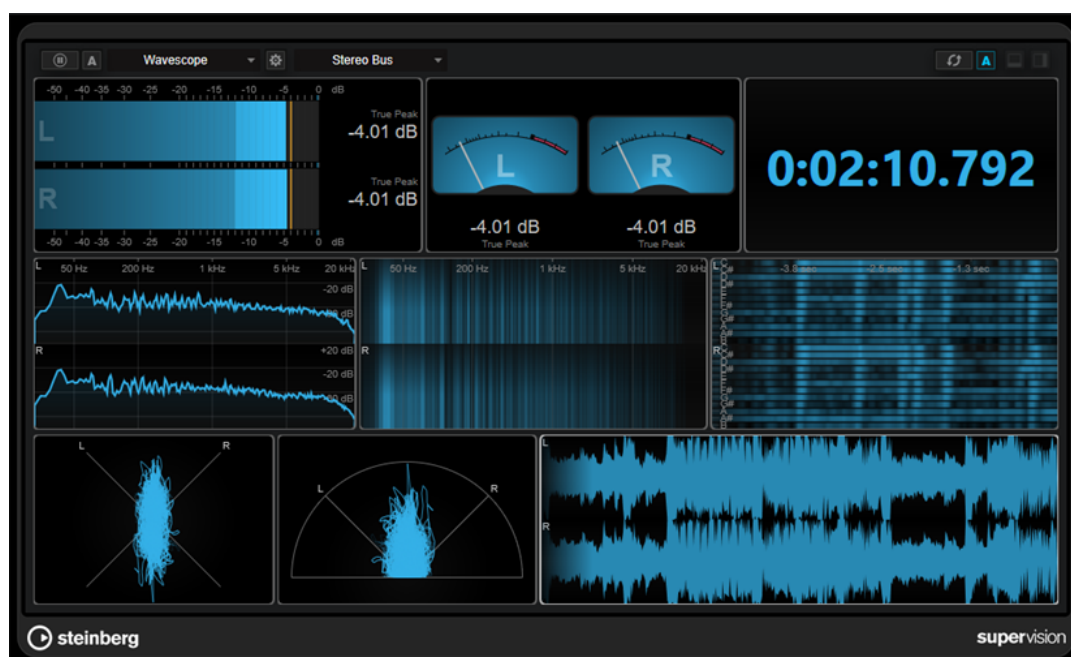 A Wavescope Stereo Bus A
-50 -40 -35 -30 -25 -20 -15 -10 -5 0 dB
L
True Peak
-4.01 dB
R
True Peak
-4.01 dB
-50 -40 -35 -30 -25 -20 -15 -10 -5 0 dB
L R
-4.01 dB -4.01 dB
True Peak True Peak
0:02:10.792
L 50 Hz 200 Hz 1 kHz 5 kHz 20 kHz
-20 dB
R +20 dB
-20 dB
L 50 Hz 200 Hz 1 kHz 5 kHz 20 kHz
R
L -3.8 sec -2.5 sec -1.3 sec
R
L R
L R
L
R
steinberg supervision